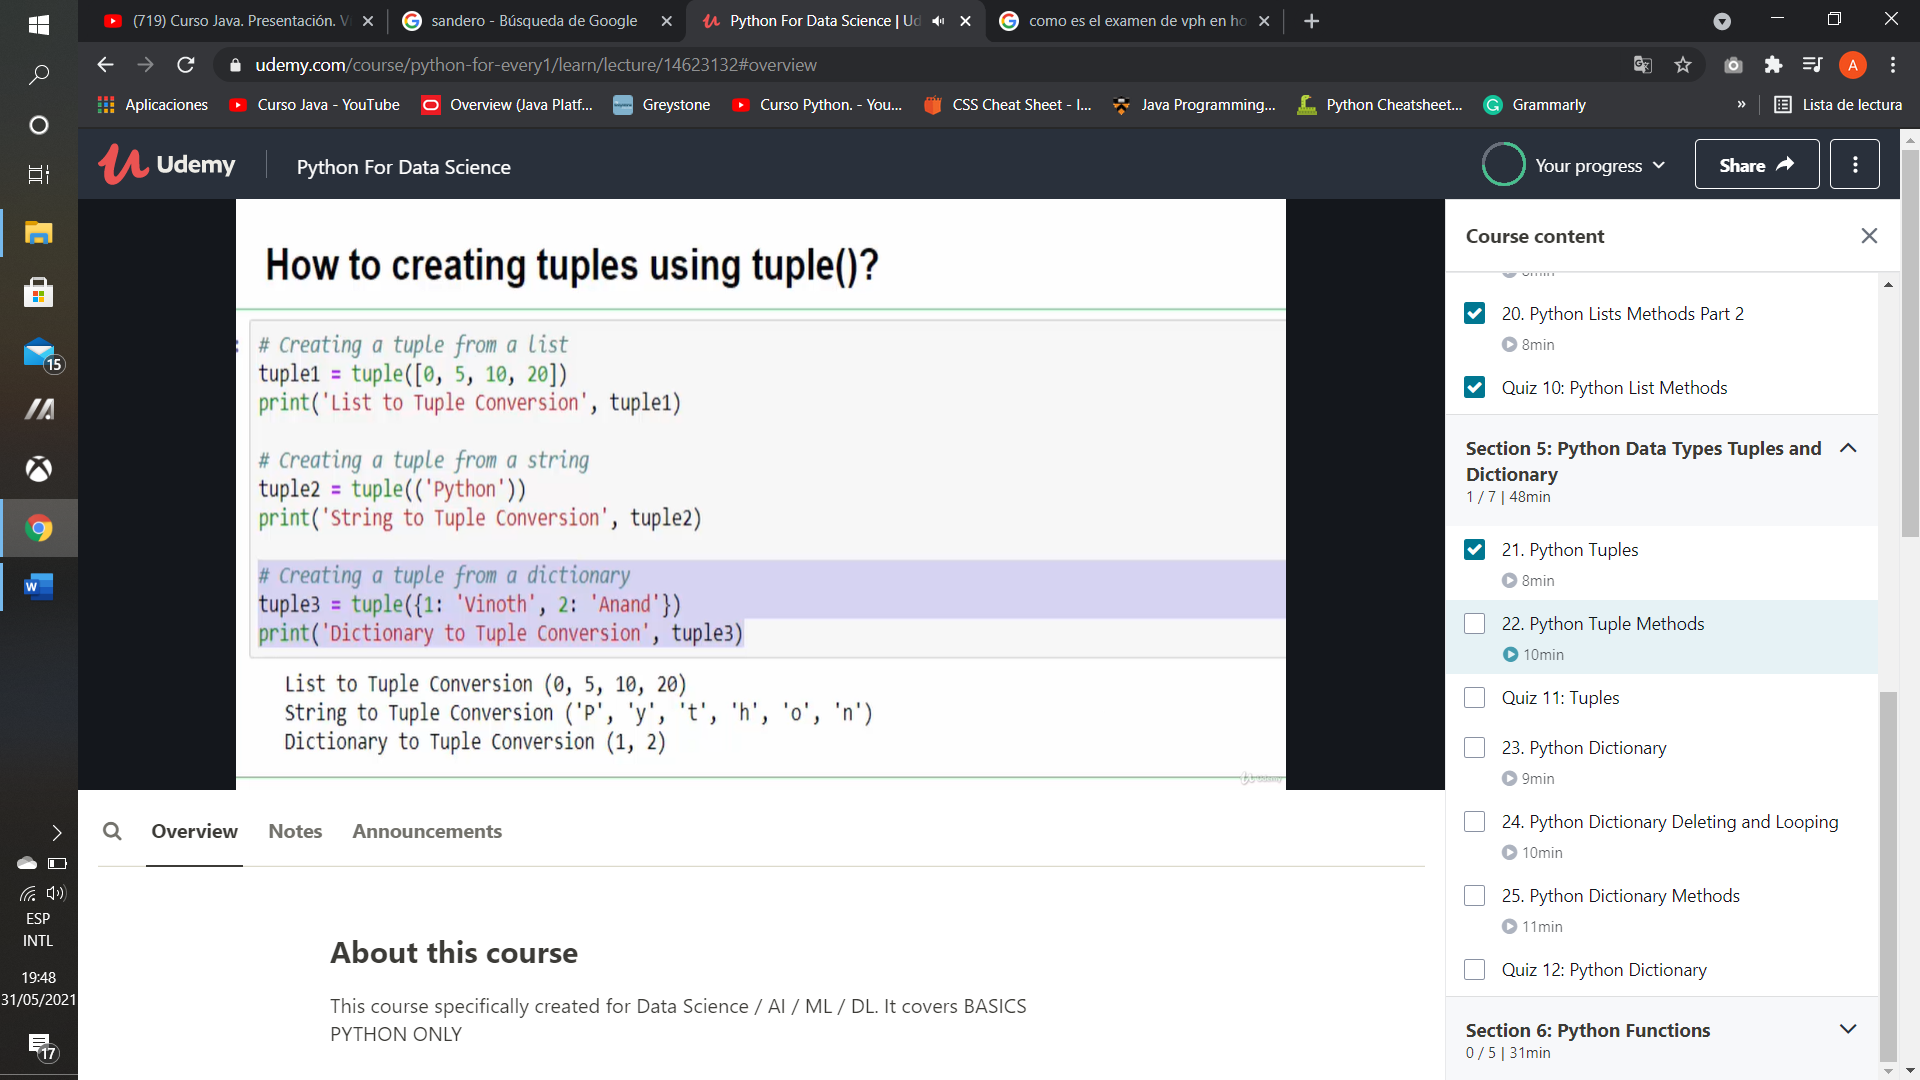 (719) Curso Java. Presentación. V
sandero - Búsqueda de Google
Python For Data Science | Ud
como es el examen de vph en ho
udemy.com/course/python-for-every1/learn/lecture/14623132#overview
A
Aplicaciones
Curso Java - YouTube
Overview (Java Platf...
Greystone
Curso Python. - You...
CSS Cheat Sheet - I...
Java Programming...
Python Cheatsheet...
Grammarly
»
Lista de lectura
Udemy
Python For Data Science
Your progress
Share
How to creating tuples using tuple()?
# Creating a tuple from a list
tuple1 = tuple([0, 5, 10, 20])
print('List to Tuple Conversion', tuple1)
# Creating a tuple from a string
tuple2 = tuple(('Python'))
print('String to Tuple Conversion', tuple2)
# Creating a tuple from a dictionary
tuple3 = tuple({1: 'Vinoth', 2: 'Anand'})
print('Dictionary to Tuple Conversion', tuple3)
List to Tuple Conversion (0, 5, 10, 20)
String to Tuple Conversion ('P', 'y', 't', 'h', 'o', 'n')
Dictionary to Tuple Conversion (1, 2)
Udemy
Overview
Notes
Announcements
About this course
This course specifically created for Data Science / AI / ML / DL. It covers BASICS
PYTHON ONLY
Course content
20. Python Lists Methods Part 2
8min
Quiz 10: Python List Methods
Section 5: Python Data Types Tuples and
Dictionary
1 / 7 | 48min
21. Python Tuples
8min
22. Python Tuple Methods
10min
Quiz 11: Tuples
23. Python Dictionary
9min
24. Python Dictionary Deleting and Looping
10min
25. Python Dictionary Methods
11min
Quiz 12: Python Dictionary
Section 6: Python Functions
0 / 5 | 31min
15
W
ESP
INTL
19:48
31/05/2021
17